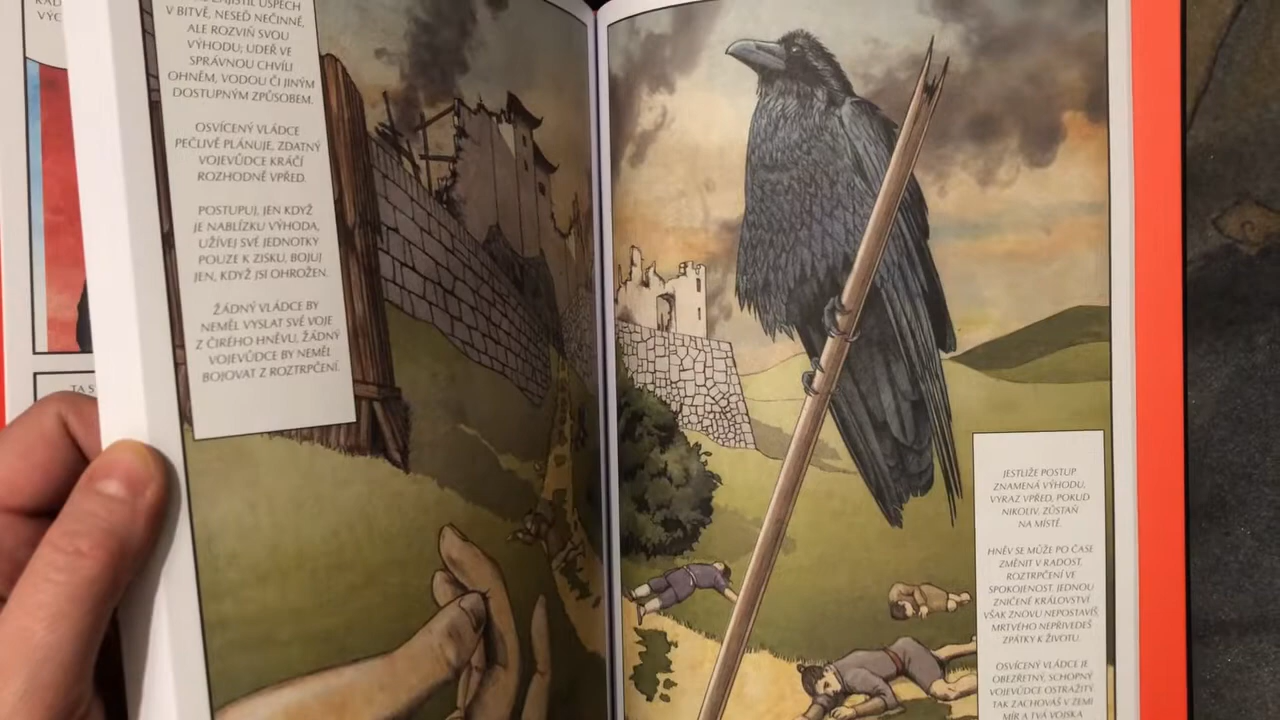 V BITVĚ, NESEĎ NEČINNĚ,
ALE ROZVIŇ SVOU
VÝHODU; UDEŘ VE
SPRÁVNOU CHVÍLI
OHNĚM, VODOU ČI JINÝM
DOSTUPNÝM ZPŮSOBEM.
OSVÍCENÝ VLÁDCE
PEČLIVĚ PLÁNUJE, ZDATNÝ
VOJEVŮDCE KRÁČÍ
ROZHODNĚ VPŘED.
POSTUPUJ, JEN KDYŽ
JE NABLÍZKU VÝHODA,
UŽÍVEJ SVÉ JEDNOTKY
POUZE K ZISKU, BOJUJ
JEN, KDYŽ JSI OHROŽEN.
ŽÁDNÝ VLÁDCE BY
NEMĚL VYSLAT SVÉ VOJE
Z ČIRÉHO HNĚVU, ŽÁDNÝ
VOJEVŮDCE BY NEMĚL
BOJOVAT Z ROZTRPČENÍ.
JESTLIŽE POSTUP
ZNAMENÁ VÝHODU,
VYRAZ VPŘED, POKUD
NIKOLIV, ZŮSTAŇ
NA MÍSTĚ.
HNĚV SE MŮŽE PO ČASE
ZMĚNIT V RADOST,
ROZTRPČENÍ VE
SPOKOJENOST. JEDNOU
ZNIČENÉ KRÁLOVSTVÍ
VŠAK ZNOVU NEPOSTAVÍŠ,
MRTVÉHO NEPŘIVEDEŠ
ZPÁTKY K ŽIVOTU.
OSVÍCENÝ VLÁDCE JE
OBEZŘETNÝ, SCHOPNÝ
VOJEVŮDCE OSTRAŽITÝ.
TAK ZACHOVÁŠ V ZEMI
MÍR A TVÁ VOJSKA